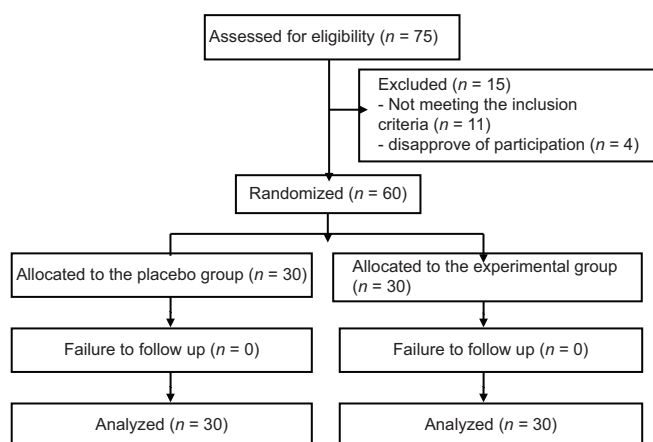 Assessed for eligibility (n = 75)
Excluded (n = 15)
- Not meeting the inclusion
criteria (n = 11)
- disapprove of participation (n = 4)
Randomized (n = 60)
Allocated to the placebo group (n = 30)
Allocated to the experimental group
(n = 30)
Failure to follow up (n = 0)
Failure to follow up (n = 0)
Analyzed (n = 30)
Analyzed (n = 30)